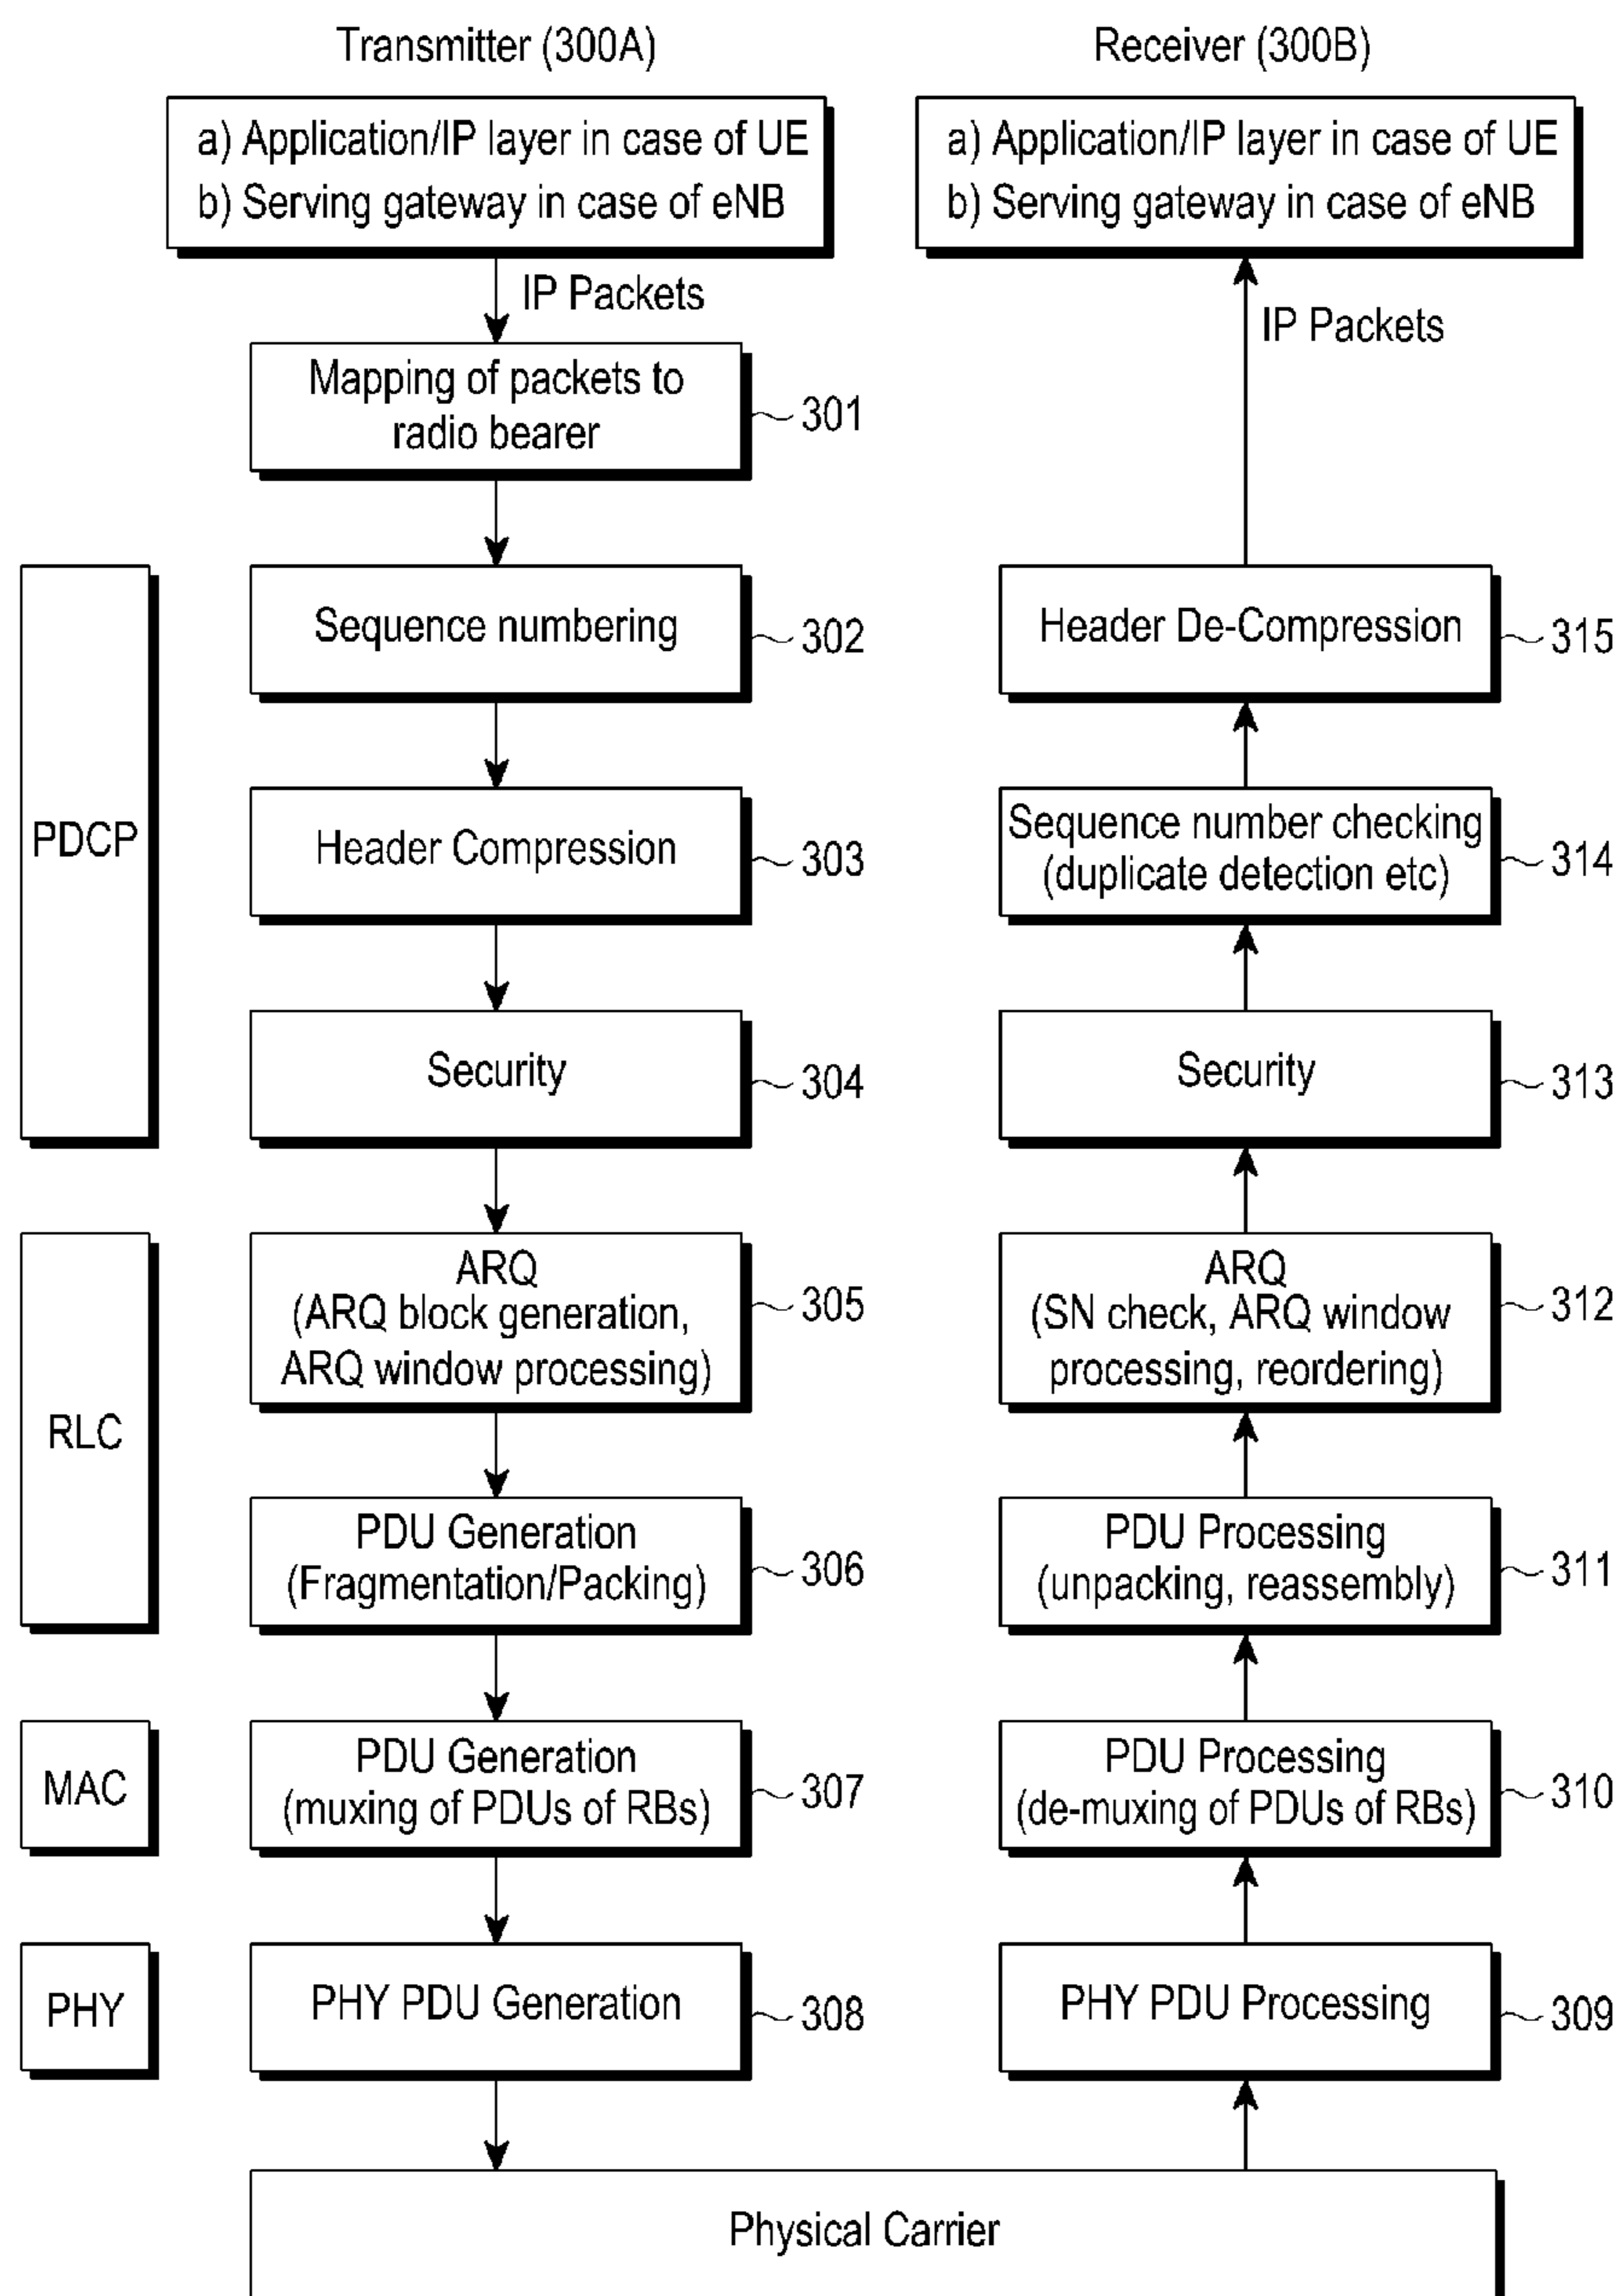 Transmitter (300A)
Receiver (300B)
a) Application/IP layer in case of UE
b) Serving gateway in case of eNB
a) Application/IP layer in case of UE
b) Serving gateway in case of eNB
IP Packets
IP Packets
Mapping of packets to
radio bearer
301
PDCP
Sequence numbering
302
Header De-Compression
315
Header Compression
303
Sequence number checking
(duplicate detection etc)
314
Security
304
Security
313
RLC
ARQ
(ARQ block generation,
ARQ window processing)
305
ARQ
(SN check, ARQ window
processing, reordering)
312
PDU Generation
(Fragmentation/Packing)
306
PDU Processing
(unpacking, reassembly)
311
MAC
PDU Generation
(muxing of PDUs of RBs)
307
PDU Processing
(de-muxing of PDUs of RBs)
310
PHY
PHY PDU Generation
308
PHY PDU Processing
309
Physical Carrier